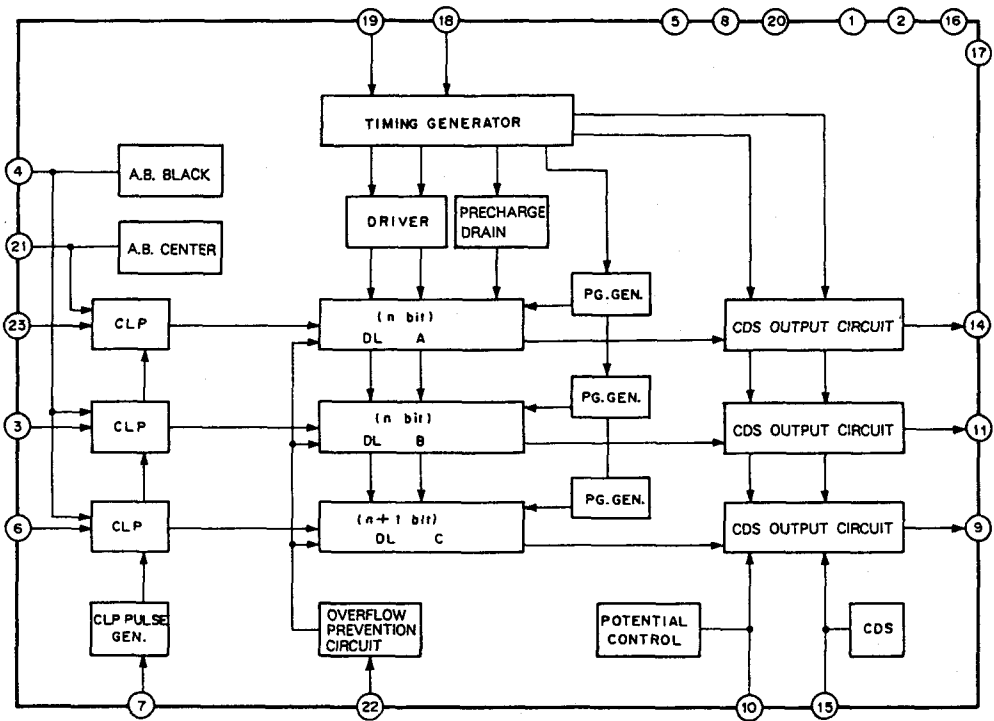 19
18
5
8
20
1
2
16
17
TIMING GENERATOR
4
A.B. BLACK
DRIVER
PRECHARGE
DRAIN
21
A.B. CENTER
PG.GEN.
23
CLP
(n bit)
DL A
CDS OUTPUT CIRCUIT
14
PG.GEN.
3
CLP
(n bit)
DL B
CDS OUTPUT CIRCUIT
11
PG.GEN.
6
CLP
(n+1 bit)
DL C
CDS OUTPUT CIRCUIT
9
CLP PULSE
GEN.
OVERFLOW
PREVENTION
CIRCUIT
POTENTIAL
CONTROL
CDS
7
22
10
15